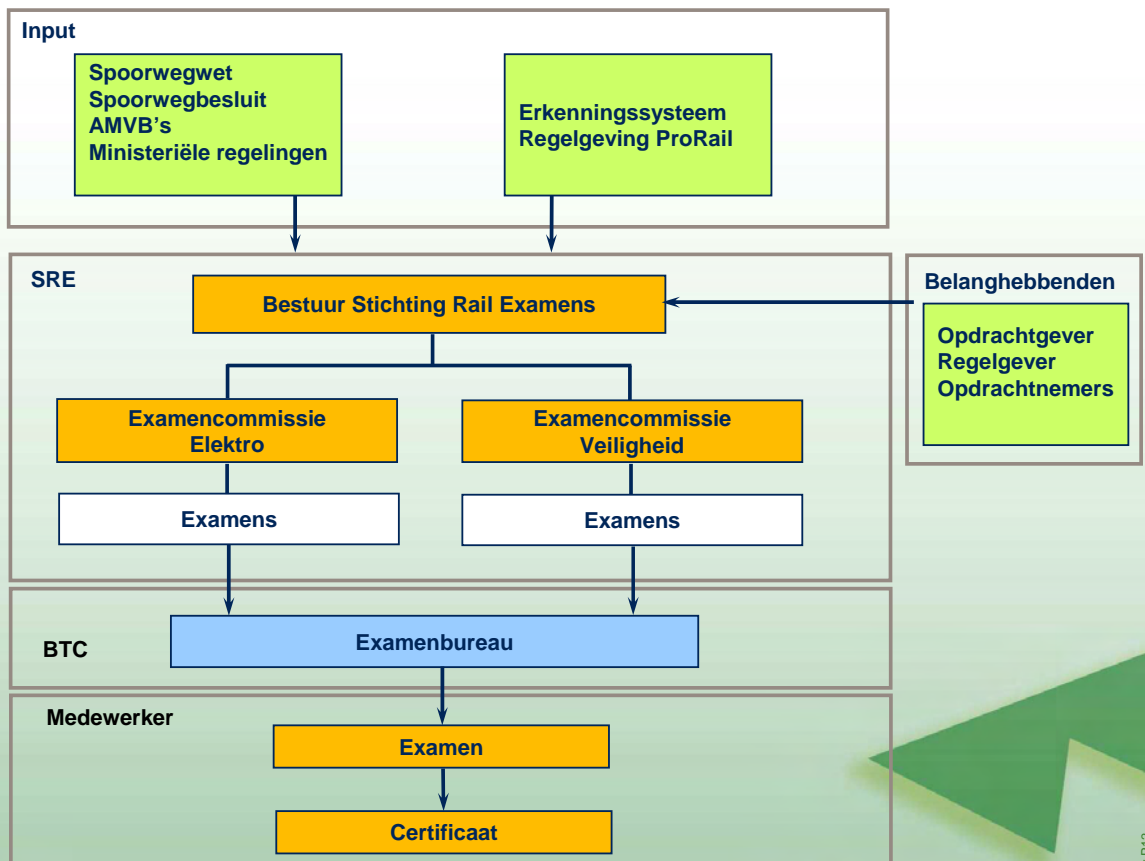 Input
Spoorwegwet
Spoorwegbesluit
AMVB's
Ministeriële regelingen
Erkenningssysteem
Regelgeving ProRail
SRE
Bestuur Stichting Rail Examens
Belanghebbenden
Opdrachtgever
Regelgever
Opdrachtnemers
Examencommissie
Elektro
Examencommissie
Veiligheid
Examens
Examens
BTC
Examenbureau
Medewerker
Examen
Certificaat